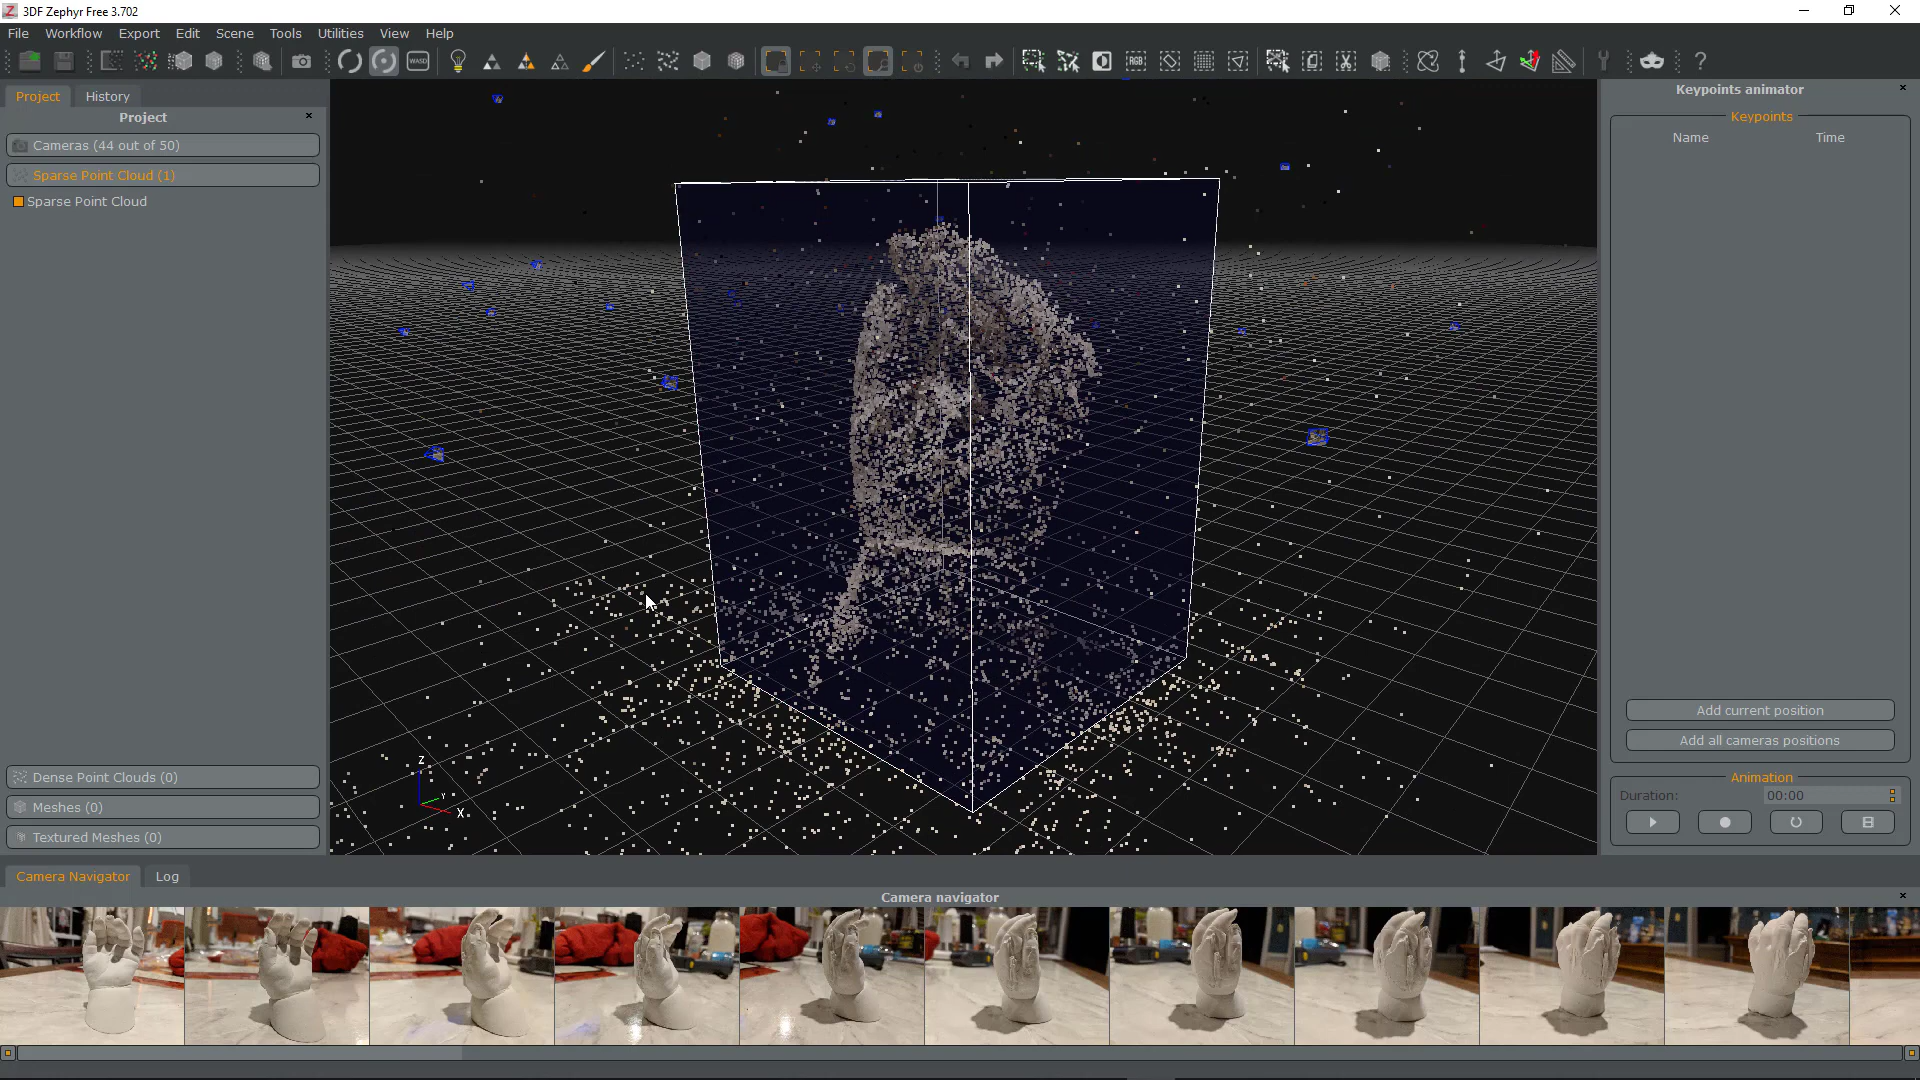 3DF Zephyr Free 3.702
File Workflow Export Edit Scene Tools Utilities View Help
WASD
RGB
Project History
Project
Cameras (44 out of 50)
Sparse Point Cloud (1)
Sparse Point Cloud
Dense Point Clouds (0)
Meshes (0)
Textured Meshes (0)
Z
Y
X
Keypoints animator
Keypoints
Name Time
Add current position
Add all cameras positions
Animation
Duration: 00:00
Camera Navigator Log
Camera navigator